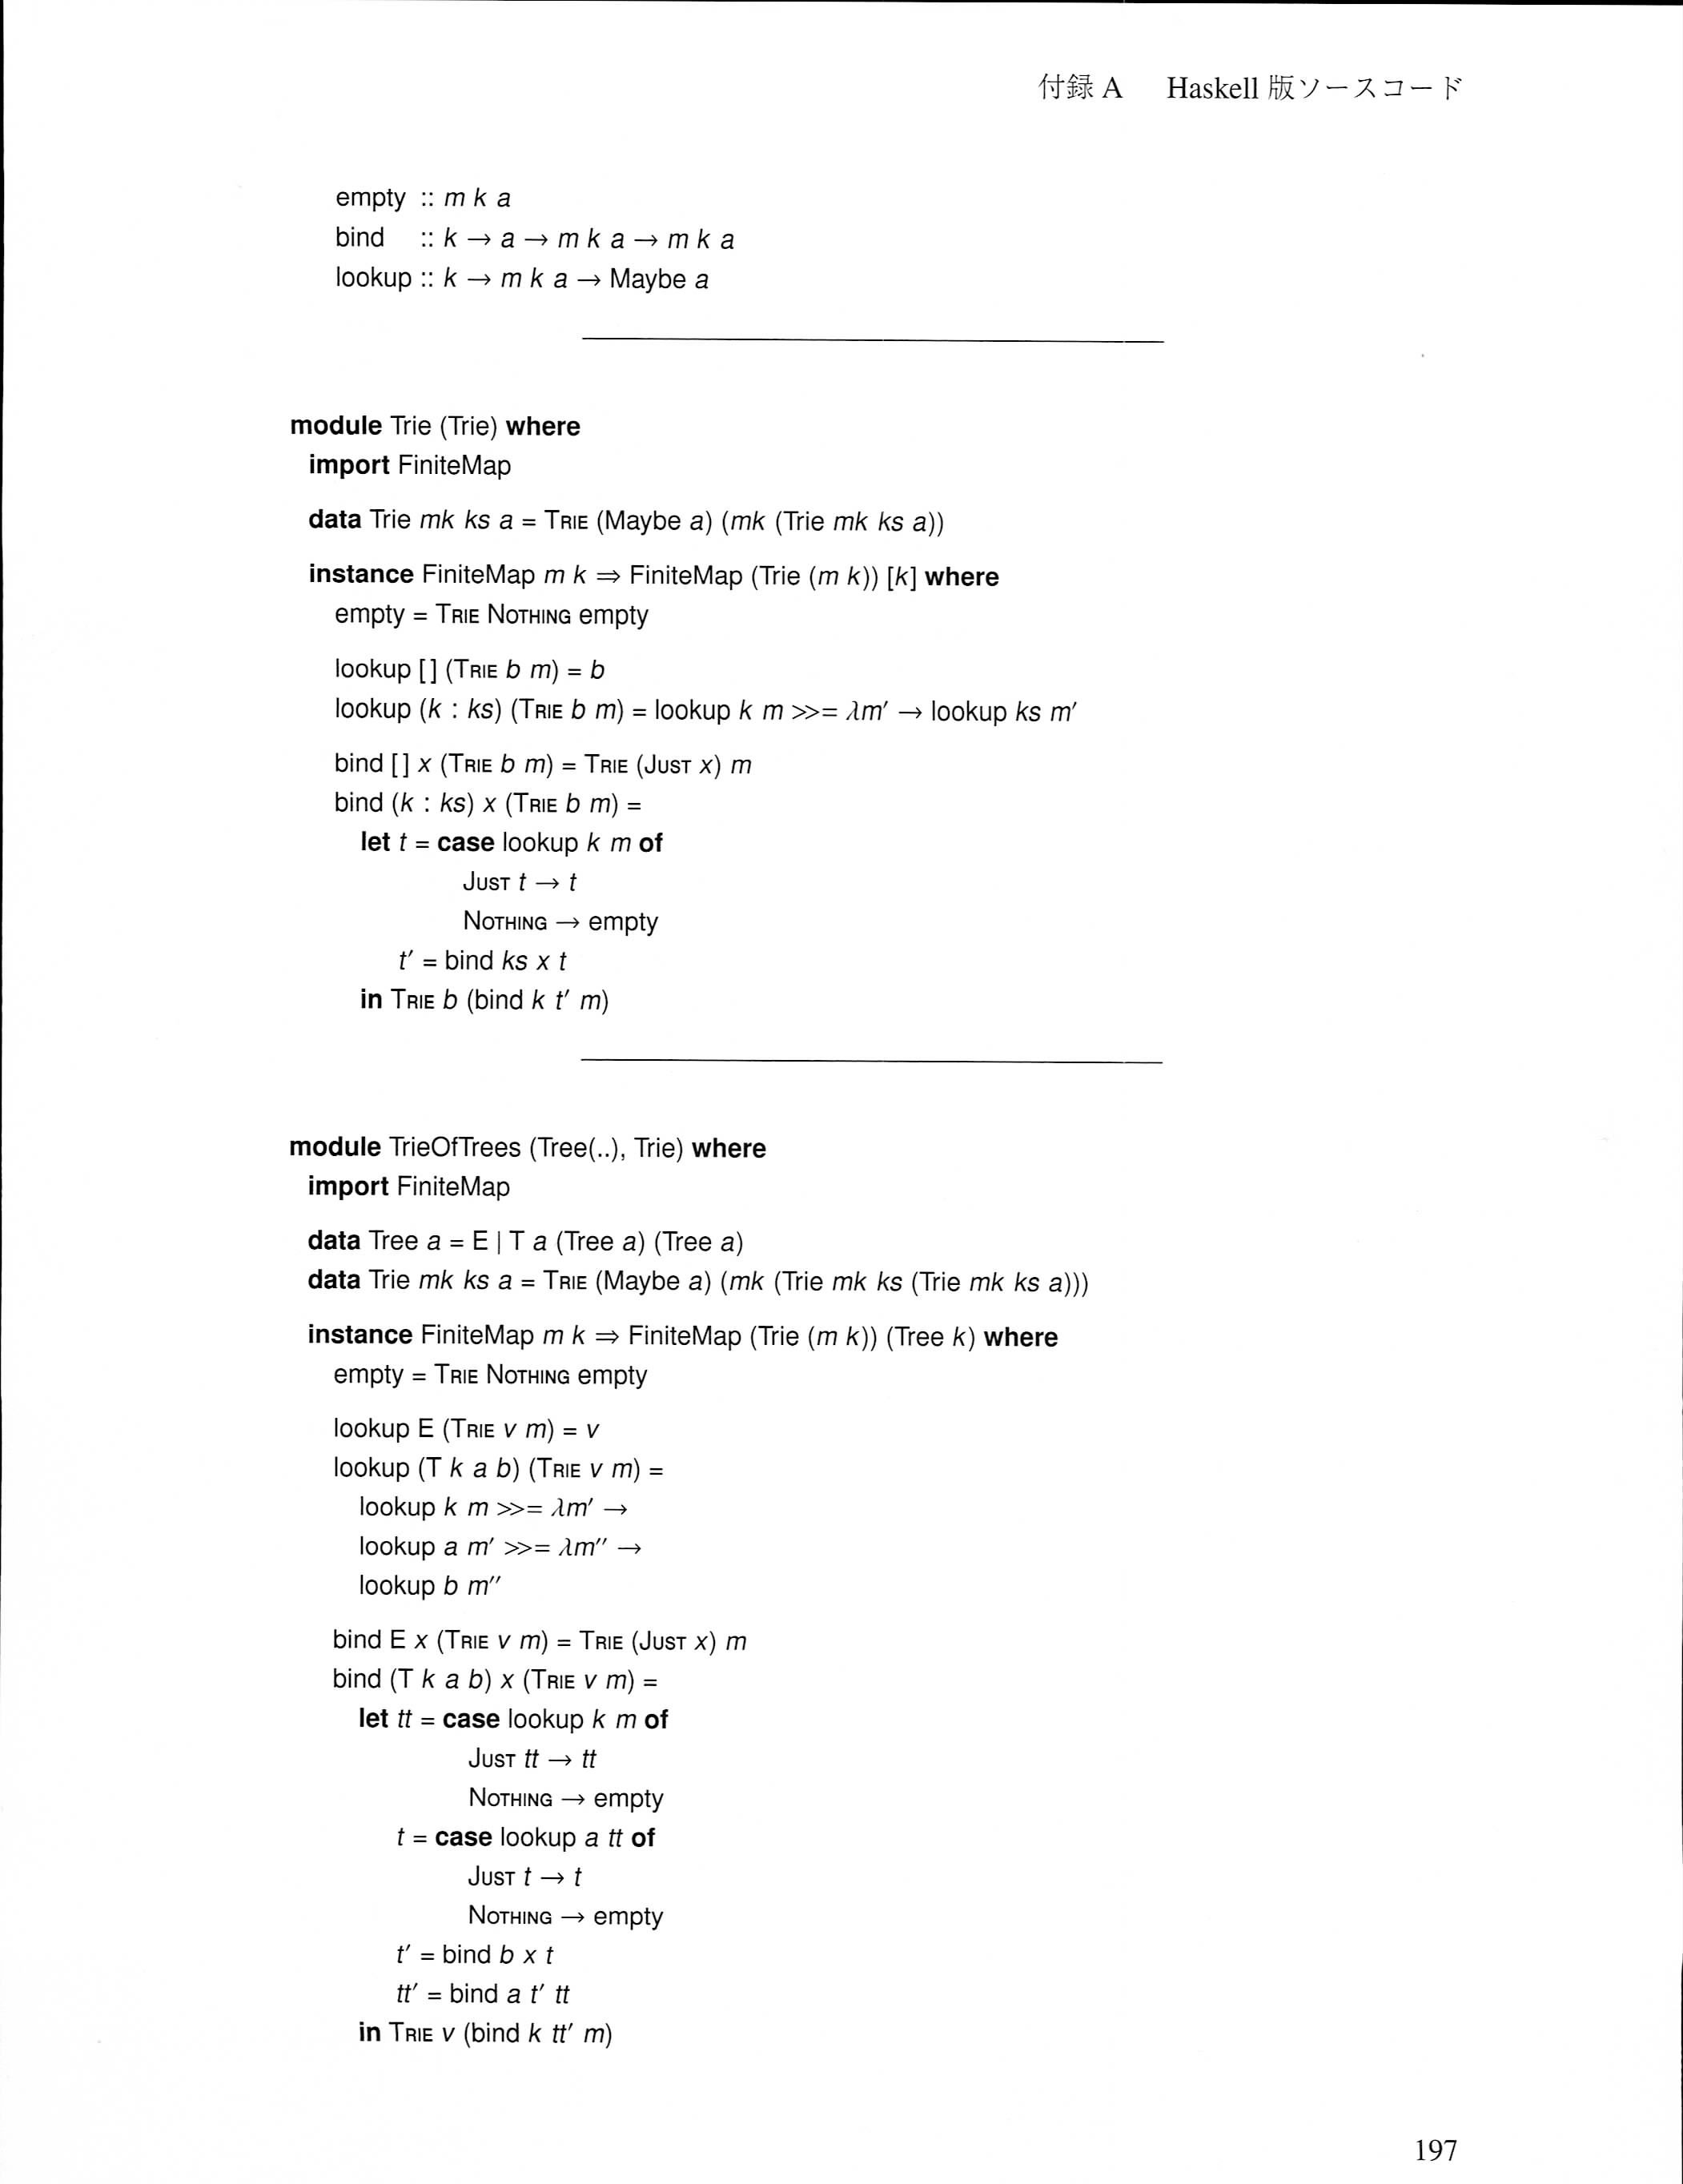 付録 A Haskell 版ソースコード
empty :: m k a
bind :: k → a → m k a → m k a
lookup :: k → m k a → Maybe a
module Trie (Trie) where
import FiniteMap
data Trie mk ks a = TRIE (Maybe a) (mk (Trie mk ks a))
instance FiniteMap m k ⇒ FiniteMap (Trie (m k)) [k] where
empty = TRIE NOTHING empty
lookup [] (TRIE b m) = b
lookup (k : ks) (TRIE b m) = lookup k m >>= λm′ → lookup ks m′
bind [] x (TRIE b m) = TRIE (JUST x) m
bind (k : ks) x (TRIE b m) =
let t = case lookup k m of
JUST t → t
NOTHING → empty
t′ = bind ks x t
in TRIE b (bind k t′ m)
module TrieOfTrees (Tree(..), Trie) where
import FiniteMap
data Tree a = E | T a (Tree a) (Tree a)
data Trie mk ks a = TRIE (Maybe a) (mk (Trie mk ks (Trie mk ks a)))
instance FiniteMap m k ⇒ FiniteMap (Trie (m k)) (Tree k) where
empty = TRIE NOTHING empty
lookup E (TRIE v m) = v
lookup (T k a b) (TRIE v m) =
lookup k m >>= λm′ →
lookup a m′ >>= λm″ →
lookup b m″
bind E x (TRIE v m) = TRIE (JUST x) m
bind (T k a b) x (TRIE v m) =
let tt = case lookup k m of
JUST tt → tt
NOTHING → empty
t = case lookup a tt of
JUST t → t
NOTHING → empty
t′ = bind b x t
tt′ = bind a t′ tt
in TRIE v (bind k tt′ m)
197